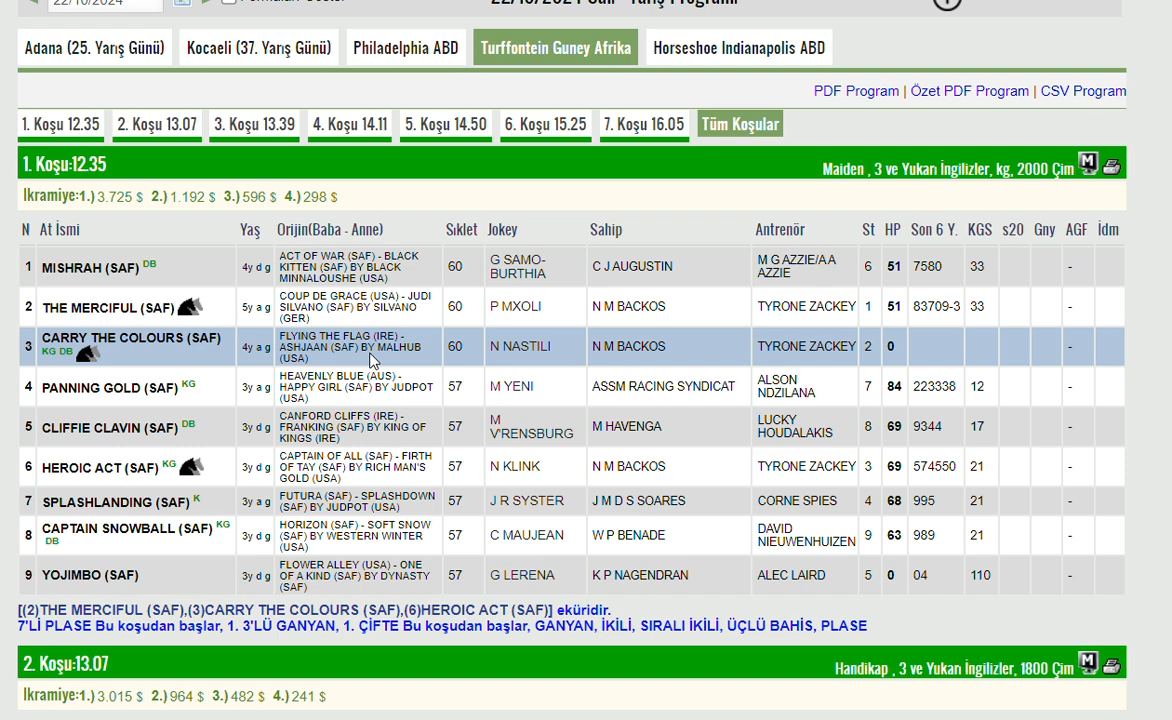 22/10/2024
Adana (25. Yarış Günü) Kocaeli (37. Yarış Günü) Philadelphia ABD Turffontein Guney Afrika Horseshoe Indianapolis ABD
PDF Program | Özet PDF Program | CSV Program
1. Koşu 12.35 2. Koşu 13.07 3. Koşu 13.39 4. Koşu 14.11 5. Koşu 14.50 6. Koşu 15.25 7. Koşu 16.05 Tüm Koşular
1. Koşu:12.35 Maiden , 3 ve Yukarı İngilizler, kg, 2000 Çim M
İkramiye:1.) 3.725 $ 2.) 1.192 $ 3.) 596 $ 4.) 298 $
N At İsmi Yaş Orijin(Baba - Anne) Sıklet Jokey Sahip Antrenör St HP Son 6 Y. KGS s20 Gny AGF İdm
1 MISHRAH (SAF) DB 4y d g ACT OF WAR (SAF) - BLACK KITTEN (SAF) BY BLACK MINNALOUSHE (USA) 60 G SAMO-BURTHIA C J AUGUSTIN M G AZZIE/A A AZZIE 6 51 7580 33 -
2 THE MERCIFUL (SAF) 5y a g COUP DE GRACE (USA) - JUDI SILVANO (SAF) BY SILVANO (GER) 60 P MXOLI N M BACKOS TYRONE ZACKEY 1 51 83709-3 33 -
3 CARRY THE COLOURS (SAF) KG DB 4y a g FLYING THE FLAG (IRE) - ASHJAAN (SAF) BY MALHUB (USA) 60 N NASTILI N M BACKOS TYRONE ZACKEY 2 0 -
4 PANNING GOLD (SAF) KG 3y a g HEAVENLY BLUE (AUS) - HAPPY GIRL (SAF) BY JUDPOT (USA) 57 M YENI ASSM RACING SYNDICAT ALSON NDZILANA 7 84 223338 12 -
5 CLIFFIE CLAVIN (SAF) DB 3y d g CANFORD CLIFFS (IRE) - FRANKING (SAF) BY KING OF KINGS (IRE) 57 M V'RENSBURG M HAVENGA LUCKY HOUDALAKIS 8 69 9344 17 -
6 HEROIC ACT (SAF) KG 3y d g CAPTAIN OF ALL (SAF) - FIRTH OF TAY (SAF) BY RICH MAN'S GOLD (USA) 57 N KLINK N M BACKOS TYRONE ZACKEY 3 69 574550 21 -
7 SPLASHLANDING (SAF) K 3y a g FUTURA (SAF) - SPLASHDOWN (SAF) BY JUDPOT (USA) 57 J R SYSTER J M D S SOARES CORNE SPIES 4 68 995 21 -
8 CAPTAIN SNOWBALL (SAF) KG DB 3y d g HORIZON (SAF) - SOFT SNOW (SAF) BY WESTERN WINTER (USA) 57 C MAUJEAN W P BENADE DAVID NIEUWENHUIZEN 9 63 989 21 -
9 YOJIMBO (SAF) 3y d g FLOWER ALLEY (USA) - ONE OF A KIND (SAF) BY DYNASTY (SAF) 57 G LERENA K P NAGENDRAN ALEC LAIRD 5 0 04 110 -
[(2)THE MERCIFUL (SAF),(3)CARRY THE COLOURS (SAF),(6)HEROIC ACT (SAF)] eküridir.
7'Lİ PLASE Bu koşudan başlar, 1. 3'LÜ GANYAN, 1. ÇİFTE Bu koşudan başlar, GANYAN, İKİLİ, SIRALI İKİLİ, ÜÇLÜ BAHİS, PLASE
2. Koşu:13.07 Handikap , 3 ve Yukarı İngilizler, 1800 Çim M
İkramiye:1.) 3.015 $ 2.) 964 $ 3.) 482 $ 4.) 241 $